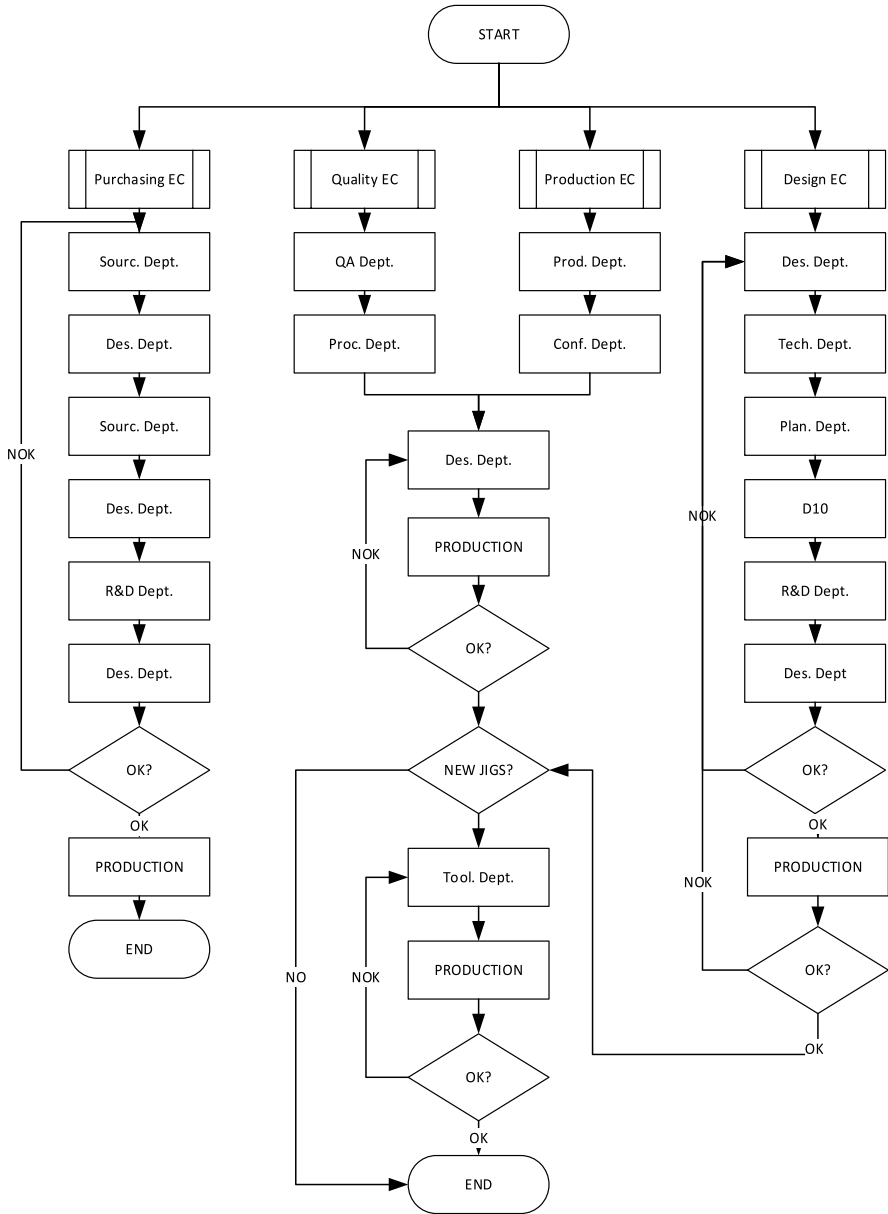 START
Purchasing EC
Quality EC
Production EC
Design EC
Sourc. Dept.
QA Dept.
Prod. Dept.
Des. Dept.
Des. Dept.
Proc. Dept.
Conf. Dept.
Tech. Dept.
Sourc. Dept.
Plan. Dept.
NOK
Des. Dept.
Des. Dept.
D10
NOK
PRODUCTION
NOK
R&D Dept.
R&D Dept.
OK?
Des. Dept.
Des. Dept
OK?
NEW JIGS?
OK?
OK
OK
PRODUCTION
Tool. Dept.
NOK
PRODUCTION
END
NO
NOK
PRODUCTION
OK?
OK
OK?
OK
END